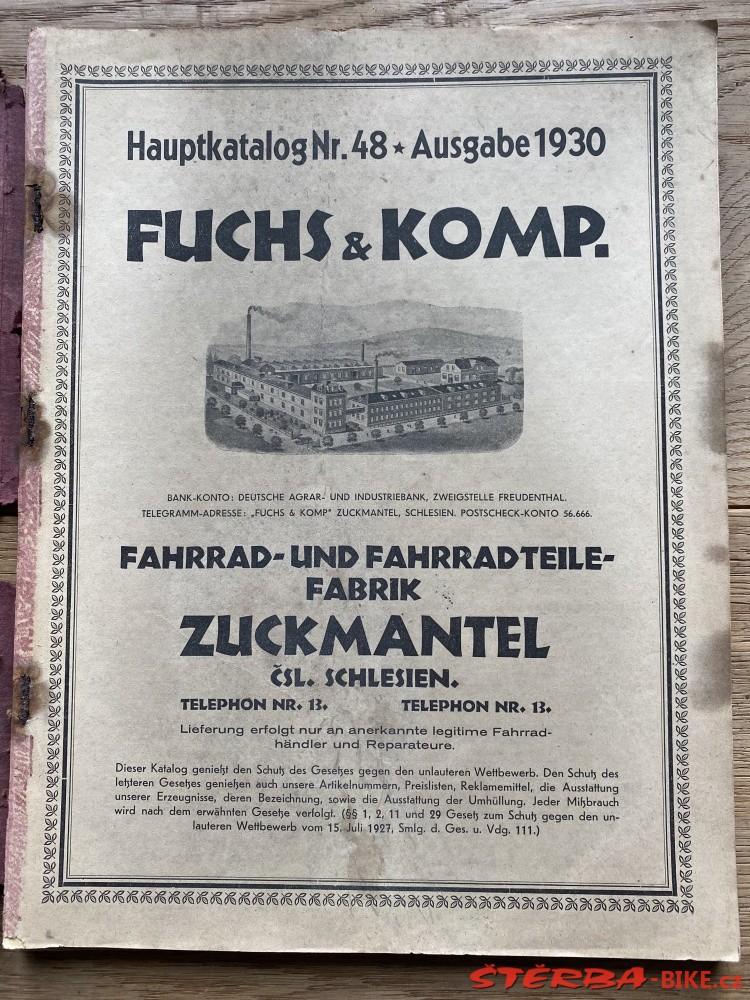 Hauptkatalog Nr. 48 ★ Ausgabe 1930
FUCHS & KOMP.
BANK-KONTO: DEUTSCHE AGRAR- UND INDUSTRIEBANK, ZWEIGSTELLE FREUDENTHAL.
TELEGRAMM-ADRESSE: „FUCHS & KOMP" ZUCKMANTEL, SCHLESIEN. POSTSCHECK-KONTO 56.666.
FAHRRAD- UND FAHRRADTEILE-
FABRIK
ZUCKMANTEL
ČSL. SCHLESIEN.
TELEPHON NR. 13. TELEPHON NR. 13.
Lieferung erfolgt nur an anerkannte legitime Fahrrad-
händler und Reparateure.
Dieser Katalog genießt den Schutz des Gesetzes gegen den unlauteren Wettbewerb. Den Schutz des
letzteren Gesetzes genießen auch unsere Artikelnummern, Preislisten, Reklamemittel, die Ausstattung
unserer Erzeugnisse, deren Bezeichnung, sowie die Ausstattung der Umhüllung. Jeder Mißbrauch
wird nach dem erwähnten Gesetze verfolgt. (§§ 1, 2, 11 und 29 Gesetz zum Schutz gegen den un-
lauteren Wettbewerb vom 15. Juli 1927, Smlg. d. Ges. u. Vdg. 111.)
ŠTĚRBA-BIKE.cz